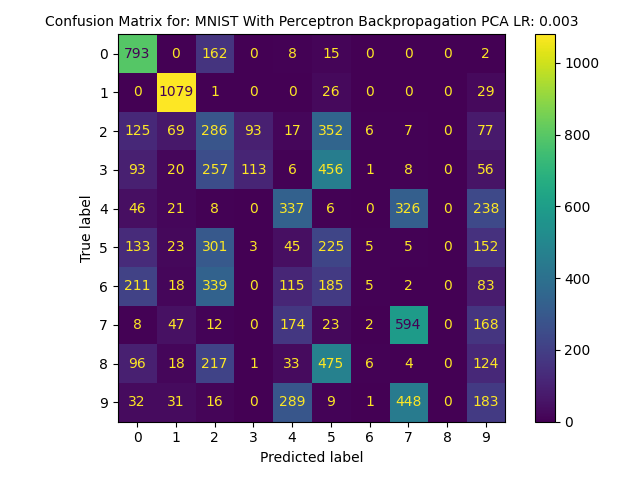 Confusion Matrix for: MNIST With Perceptron Backpropagation PCA LR: 0.003
0 793 0 162 0 8 15 0 0 0 2
1 0 1079 1 0 0 26 0 0 0 29
2 125 69 286 93 17 352 6 7 0 77
3 93 20 257 113 6 456 1 8 0 56
4 46 21 8 0 337 6 0 326 0 238
5 133 23 301 3 45 225 5 5 0 152
6 211 18 339 0 115 185 5 2 0 83
7 8 47 12 0 174 23 2 594 0 168
8 96 18 217 1 33 475 6 4 0 124
9 32 31 16 0 289 9 1 448 0 183
0 1 2 3 4 5 6 7 8 9
Predicted label
True label
1000
800
600
400
200
0